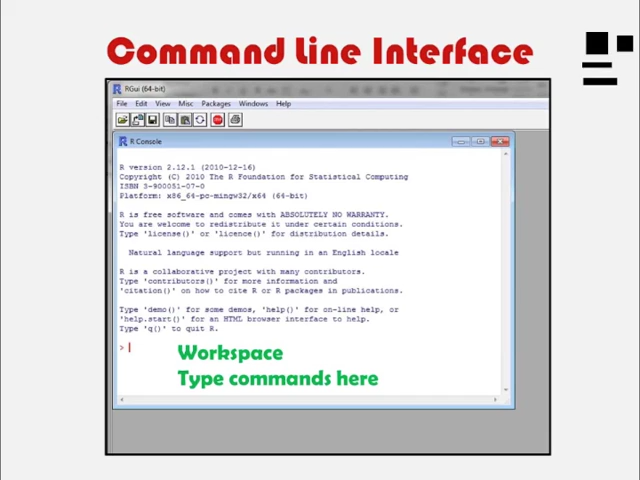 Command Line Interface
RGui (64-bit)
File Edit View Misc Packages Windows Help
STOP
R Console
R version 2.12.1 (2010-12-16)
Copyright (C) 2010 The R Foundation for Statistical Computing
ISBN 3-900051-07-0
Platform: x86_64-pc-mingw32/x64 (64-bit)
R is free software and comes with ABSOLUTELY NO WARRANTY.
You are welcome to redistribute it under certain conditions.
Type 'license()' or 'licence()' for distribution details.
Natural language support but running in an English locale
R is a collaborative project with many contributors.
Type 'contributors()' for more information and
'citation()' on how to cite R or R packages in publications.
Type 'demo()' for some demos, 'help()' for on-line help, or
'help.start()' for an HTML browser interface to help.
Type 'q()' to quit R.
>
Workspace
Type commands here